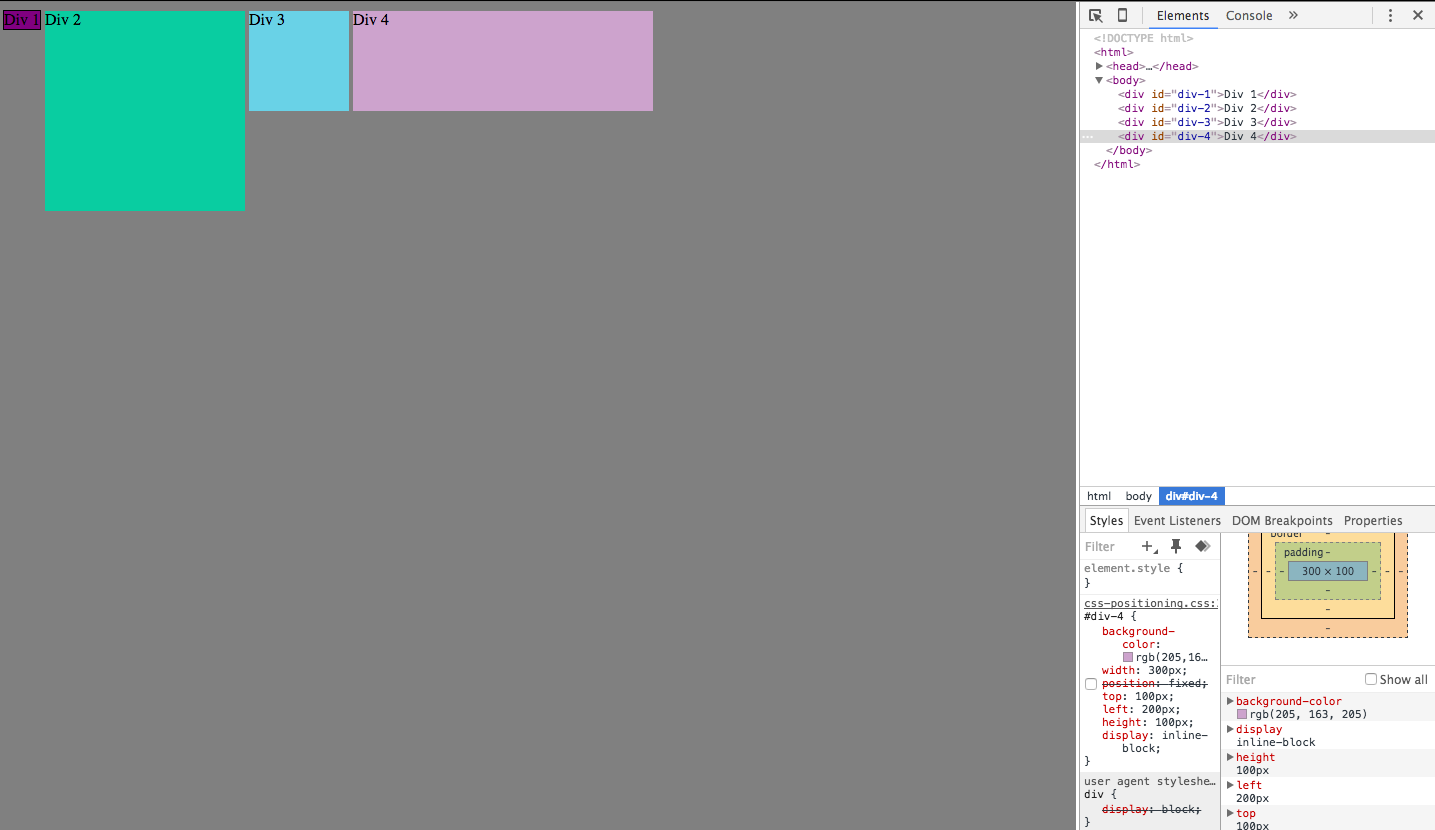 Div 1 Div 2 Div 3 Div 4
Elements Console »
<!DOCTYPE html>
<html>
<head>…</head>
<body>
<div id="div-1">Div 1</div>
<div id="div-2">Div 2</div>
<div id="div-3">Div 3</div>
... <div id="div-4">Div 4</div>
</body>
</html>
html body div#div-4
Styles Event Listeners DOM Breakpoints Properties
Filter
element.style {
}
css-positioning.css:
#div-4 {
background-
color:
rgb(205,16…
width: 300px;
position: fixed;
top: 100px;
left: 200px;
height: 100px;
display: inline-
block;
}
user agent styleshe…
div {
display: block;
}
border -
padding -
- - - 300 × 100 - - -
-
-
-
Filter Show all
background-color
rgb(205, 163, 205)
display
inline-block
height
100px
left
200px
top
100px